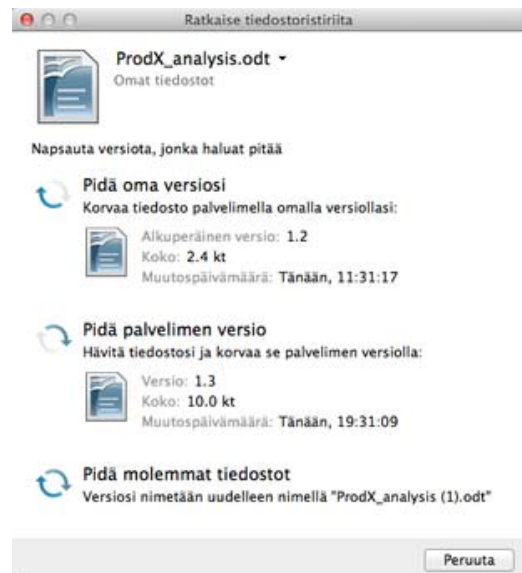 Ratkaise tiedostoristiriita
ProdX_analysis.odt
Omat tiedostot
Napsauta versiota, jonka haluat pitää
Pidä oma versiosi
Korvaa tiedosto palvelimella omalla versiollasi:
Alkuperäinen versio: 1.2
Koko: 2.4 kt
Muutospäivämäärä: Tänään, 11:31:17
Pidä palvelimen versio
Hävitä tiedostosi ja korvaa se palvelimen versiolla:
Versio: 1.3
Koko: 10.0 kt
Muutospäivämäärä: Tänään, 19:31:09
Pidä molemmat tiedostot
Versiosi nimetään uudelleen nimellä "ProdX_analysis (1).odt"
Peruuta